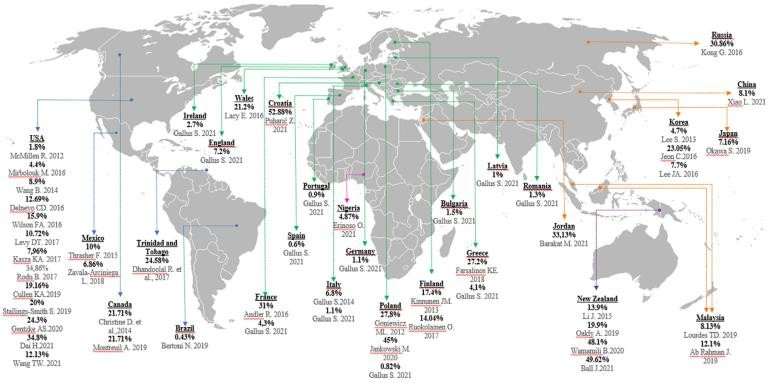 Russia
30.86%
Kong G. 2016
China
8.1%
Xiao L. 2021
Korea
4.7%
Lee S. 2013
23.05%
Jeon C.2016
7.7%
Lee JA. 2016
Japan
7.16%
Okawa S. 2019
Wales
21.2%
Lacy E. 2016
Croatia
52.88%
Puharić Z.
2021
Ireland
2.7%
Gallus S. 2021
England
7.2%
Gallus S. 2021
USA
1.8%
McMillen R. 2012
4.4%
Mirbolouk M. 2016
8.9%
Wang B. 2014
12.69%
Delnevo CD. 2016
15.9%
Wilson FA. 2016
10.72%
Levy DT. 2017
7,96%
Kasza KA. 2017
34,86%
Rodu B. 2017
19.16%
Cullen KA.2019
20%
Stallings-Smith S. 2019
24.3%
Gentzke AS.2020
34.8%
Dai H.2021
12.13%
Wang TW. 2021
Mexico
10%
Thrasher F. 2015
6.86%
Zavala-Arciniega
L. 2018
Trinidad and
Tobago
24.58%
Dhandoolal R. et
al., 2017
Canada
21.71%
Christine D. et
al.,2014
21.71%
Montreuil A. 2019
Brazil
0.43%
Bertoni N. 2019
France
31%
Andler R. 2016
4,3%
Gallus S. 2021
Spain
0.6%
Gallus S.
2021
Portugal
0.9%
Gallus S.
2021
Nigeria
4.87%
Erinoso O.
2021
Germany
1.1%
Gallus S. 2021
Italy
6.8%
Gallus S.2014
1.1%
Gallus S. 2021
Poland
27,8%
Goniewicz
ML. 2012
45%
Jankowski M.
2020
0.82%
Gallus S. 2021
Finland
17.4%
Kinnunen JM.
2013
14.04%
Ruokolainen O. 2017
Bulgaria
1.5%
Gallus S. 2021
Greece
27.2%
Farsalinos KE.
2018
4,1%
Gallus S. 2021
Latvia
1%
Gallus S. 2021
Romania
1.3%
Gallus S. 2021
Jordan
33,13%
Barakat M. 2021
New Zealand
13.9%
Li J. 2015
19.9%
Oakly A. 2019
48.1%
Wamamili B.2020
49.62%
Ball J.2021
Malaysia
8.13%
Lourdes TD. 2019
12.1%
Ab Rahman J.
2019